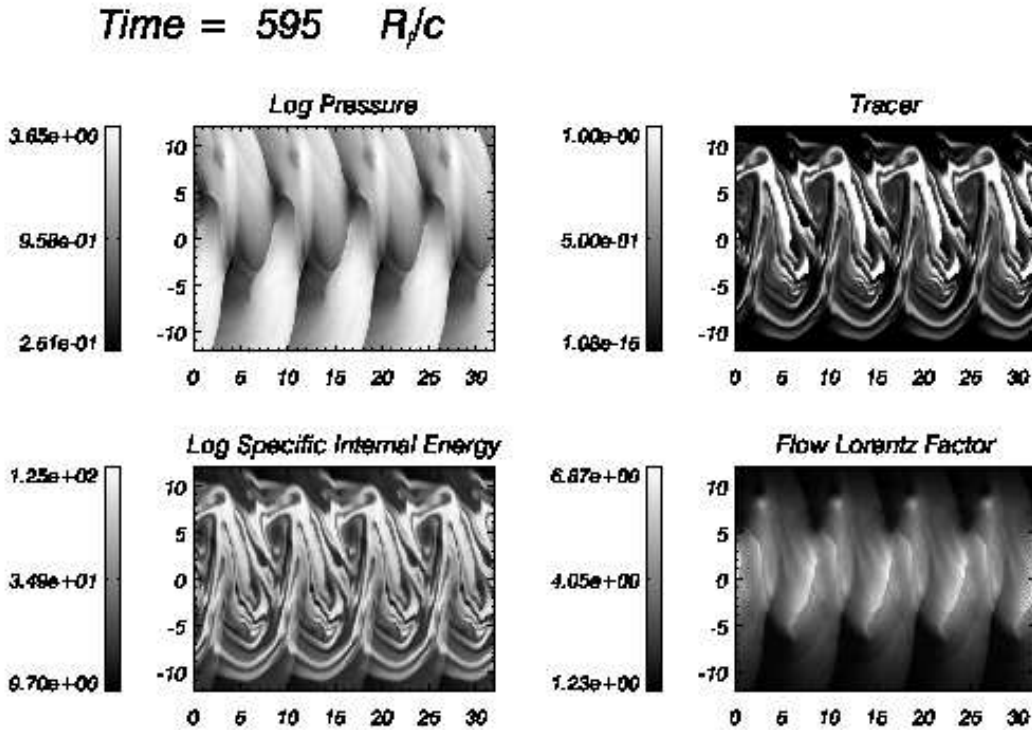 Time = 595 Rⱼ/c
Log Pressure Tracer
3.65e+00 1.00e-00
10 10
5 5
9.58e-01 0 5.00e-01 0
-5 -5
2.61e-01 -10 1.08e-15 -10
0 5 10 15 20 25 30 0 5 10 15 20 25 30
Log Specific Internal Energy Flow Lorentz Factor
1.25e+02 6.87e+00
10 10
5 5
3.49e+01 0 4.05e+00 0
-5 -5
9.70e+00 -10 1.23e+00 -10
0 5 10 15 20 25 30 0 5 10 15 20 25 30